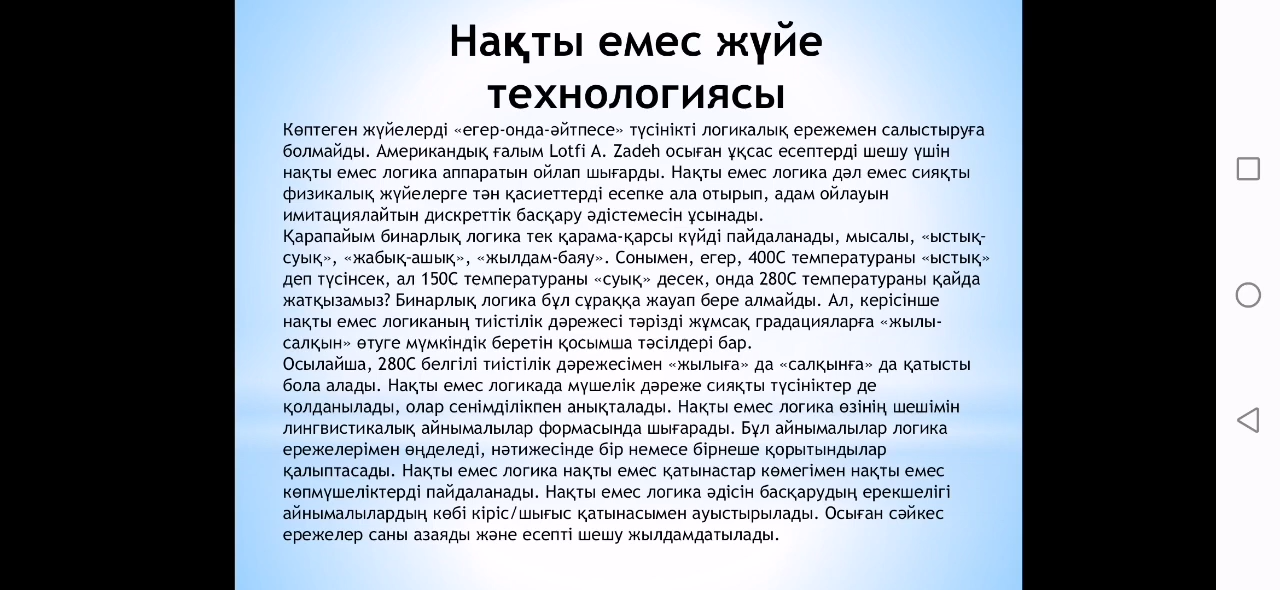 Нақты емес жүйе
технологиясы
Көптеген жүйелерді «егер-онда-әйтпесе» түсінікті логикалық ережемен салыстыруға
болмайды. Американдық ғалым Lotfi A. Zadeh осыған ұқсас есептерді шешу үшін
нақты емес логика аппаратын ойлап шығарды. Нақты емес логика дәл емес сияқты
физикалық жүйелерге тән қасиеттерді есепке ала отырып, адам ойлауын
имитациялайтын дискреттік басқару әдістемесін ұсынады.
Қарапайым бинарлық логика тек қарама-қарсы күйді пайдаланады, мысалы, «ыстық-
суық», «жабық-ашық», «жылдам-баяу». Сонымен, егер, 400С температураны «ыстық»
деп түсінсек, ал 150С температураны «суық» десек, онда 280С температураны қайда
жатқызамыз? Бинарлық логика бұл сұраққа жауап бере алмайды. Ал, керісінше
нақты емес логиканың тиістілік дәрежесі тәрізді жұмсақ градацияларға «жылы-
салқын» өтуге мүмкіндік беретін қосымша тәсілдері бар.
Осылайша, 280С белгілі тиістілік дәрежесімен «жылыға» да «салқынға» да қатысты
бола алады. Нақты емес логикада мүшелік дәреже сияқты түсініктер де
қолданылады, олар сенімділікпен анықталады. Нақты емес логика өзінің шешімін
лингвистикалық айнымалылар формасында шығарады. Бұл айнымалылар логика
ережелерімен өңделеді, нәтижесінде бір немесе бірнеше қорытындылар
қалыптасады. Нақты емес логика нақты емес қатынастар көмегімен нақты емес
көпмүшеліктерді пайдаланады. Нақты емес логика әдісін басқарудың ерекшелігі
айнымалылардың көбі кіріс/шығыс қатынасымен ауыстырылады. Осыған сәйкес
ережелер саны азаяды және есепті шешу жылдамдатылады.